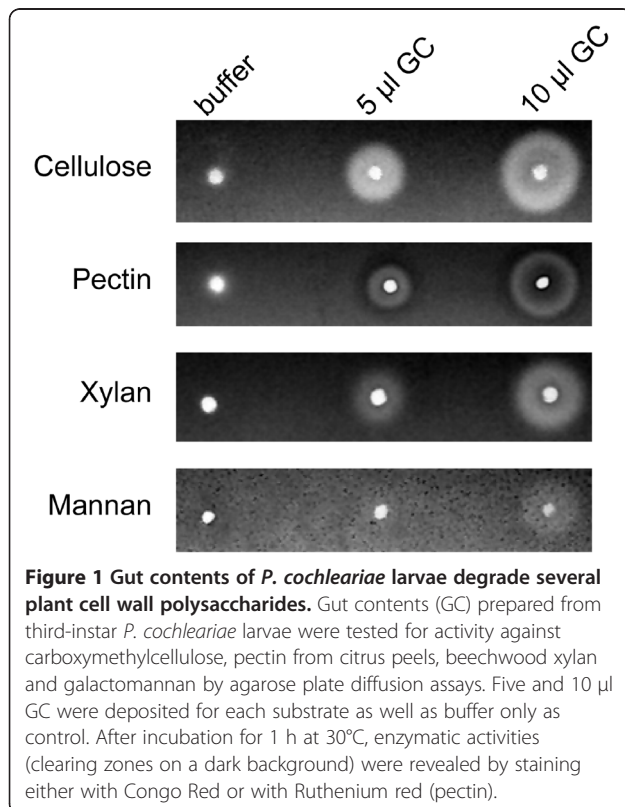 buffer 5 µl GC 10 µl GC
Cellulose
Pectin
Xylan
Mannan
Figure 1 Gut contents of P. cochleariae larvae degrade several
plant cell wall polysaccharides. Gut contents (GC) prepared from
third-instar P. cochleariae larvae were tested for activity against
carboxymethylcellulose, pectin from citrus peels, beechwood xylan
and galactomannan by agarose plate diffusion assays. Five and 10 µl
GC were deposited for each substrate as well as buffer only as
control. After incubation for 1 h at 30°C, enzymatic activities
(clearing zones on a dark background) were revealed by staining
either with Congo Red or with Ruthenium red (pectin).